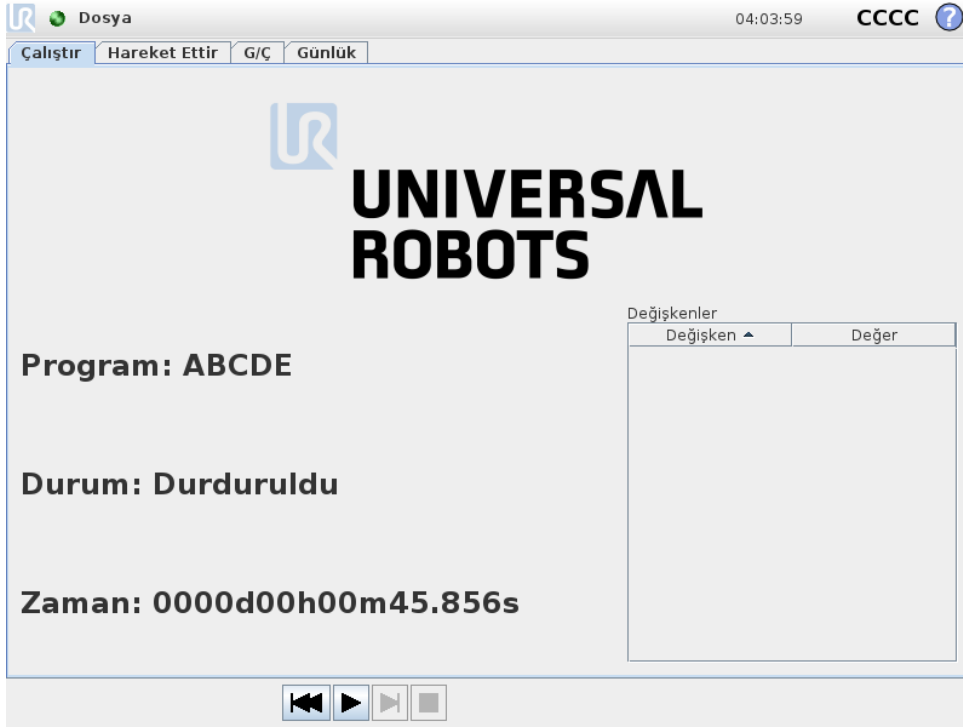 Dosya 04:03:59 CCCC ?
Çalıştır Hareket Ettir G/Ç Günlük
UNIVERSAL
ROBOTS
Değişkenler
Değişken Değer
Program: ABCDE
Durum: Durduruldu
Zaman: 0000d00h00m45.856s